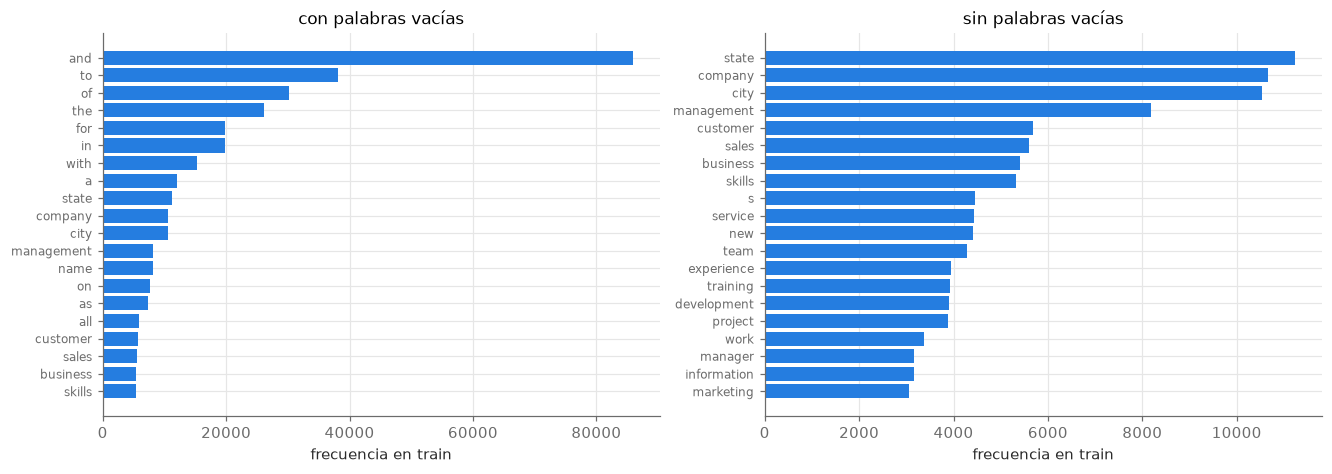 con palabras vacías
and
to
of
the
for
in
with
a
state
company
city
management
name
on
as
all
customer
sales
business
skills
0 20000 40000 60000 80000
frecuencia en train
sin palabras vacías
state
company
city
management
customer
sales
business
skills
s
service
new
team
experience
training
development
project
work
manager
information
marketing
0 2000 4000 6000 8000 10000
frecuencia en train